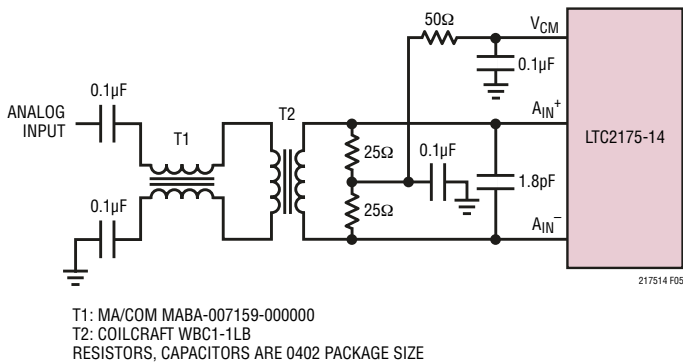 50Ω
VCM
0.1µF
0.1µF
ANALOG
INPUT
T1
T2
AIN+
LTC2175-14
25Ω
0.1µF
1.8pF
25Ω
0.1µF
AIN–
217514 F05
T1: MA/COM MABA-007159-000000
T2: COILCRAFT WBC1-1LB
RESISTORS, CAPACITORS ARE 0402 PACKAGE SIZE